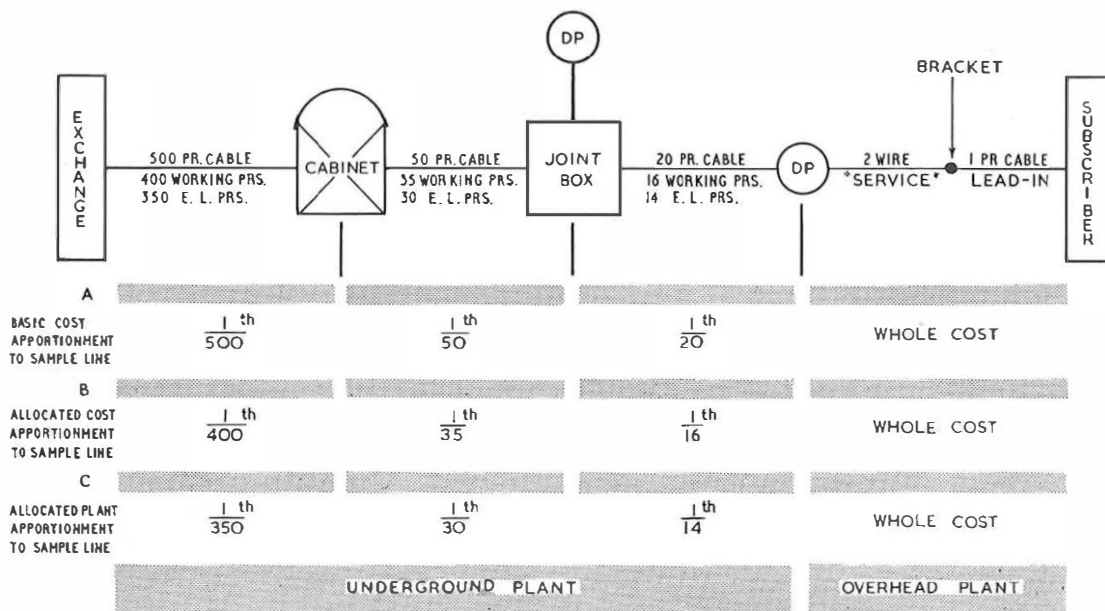 DP
BRACKET
EXCHANGE
500 PR. CABLE
400 WORKING PRS.
350 E. L. PRS.
CABINET
50 PR. CABLE
35 WORKING PRS.
30 E. L. PRS.
JOINT
BOX
20 PR. CABLE
16 WORKING PRS.
14 E. L. PRS.
DP
2 WIRE
"SERVICE"
1 PR CABLE
LEAD-IN
SUBSCRIBER
A
BASIC COST
APPORTIONMENT
TO SAMPLE LINE
1/500 th
1/50 th
1/20 th
WHOLE COST
B
ALLOCATED COST
APPORTIONMENT
TO SAMPLE LINE
1/400 th
1/35 th
1/16 th
WHOLE COST
C
ALLOCATED PLANT
APPORTIONMENT
TO SAMPLE LINE
1/350 th
1/30 th
1/14 th
WHOLE COST
UNDERGROUND PLANT
OVERHEAD PLANT